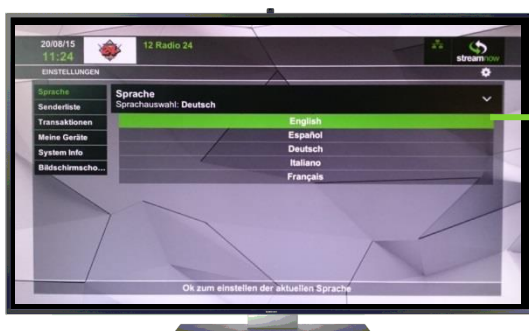 20/08/15
11:24
12 Radio 24
streamnow
EINSTELLUNGEN
Sprache
Senderliste
Transaktionen
Meine Geräte
System Info
Bildschirmscho...
Sprache
Sprachauswahl: Deutsch
English
Español
Deutsch
Italiano
Français
Ok zum einstellen der aktuellen Sprache